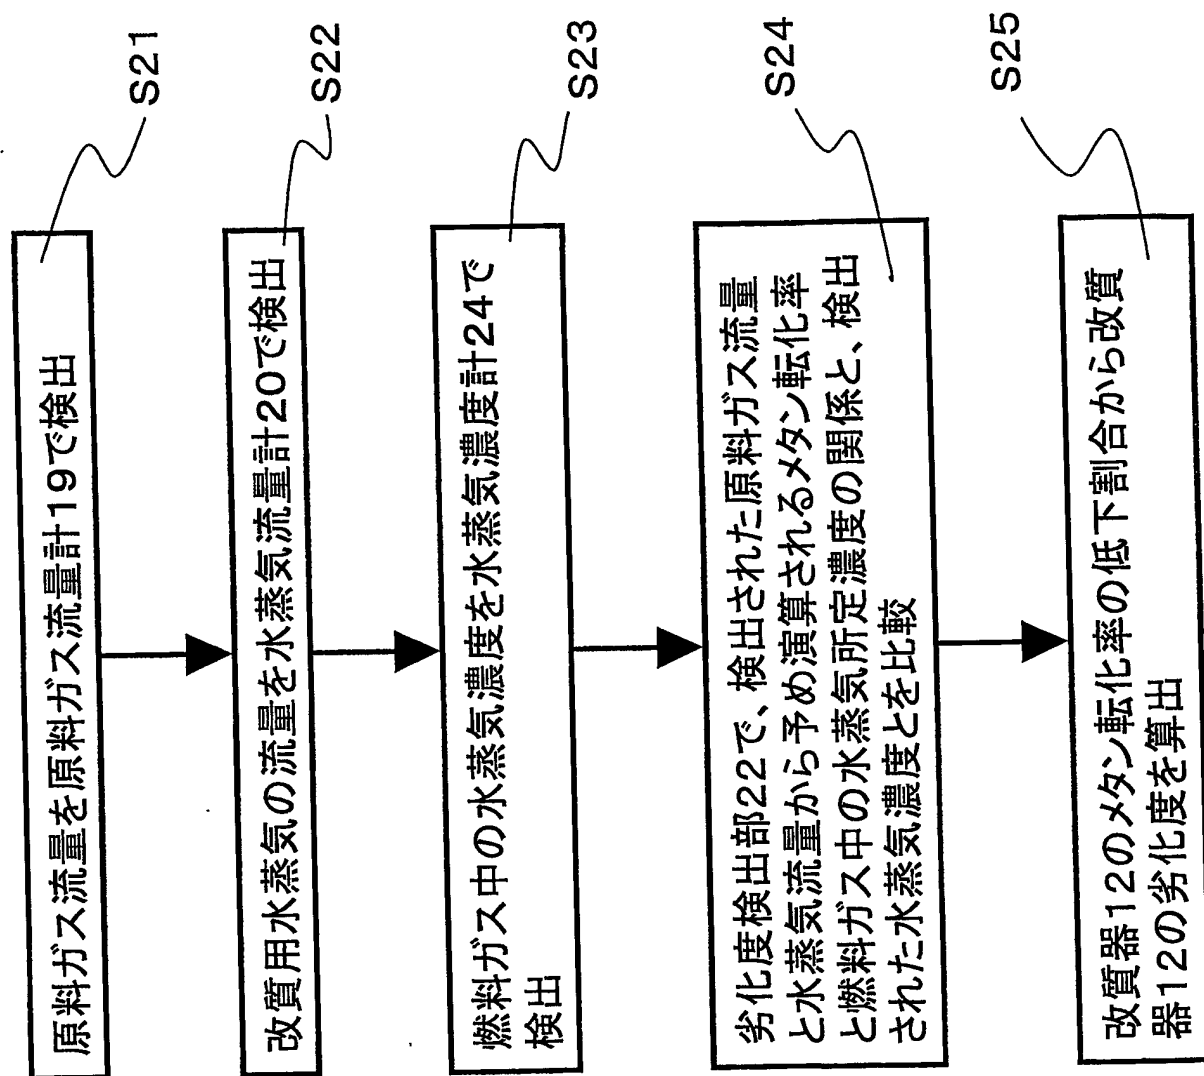 原料ガス流量を原料ガス流量計19で検出
S21
改質用水蒸気の流量を水蒸気流量計20で検出
S22
燃料ガス中の水蒸気濃度を水蒸気濃度計24で
検出
S23
劣化度検出部22で、検出された原料ガス流量
と水蒸気流量から予め演算されるメタン転化率
と燃料ガス中の水蒸気所定濃度の関係と、検出
された水蒸気濃度とを比較
S24
改質器12のメタン転化率の低下割合から改質
器12の劣化度を算出
S25